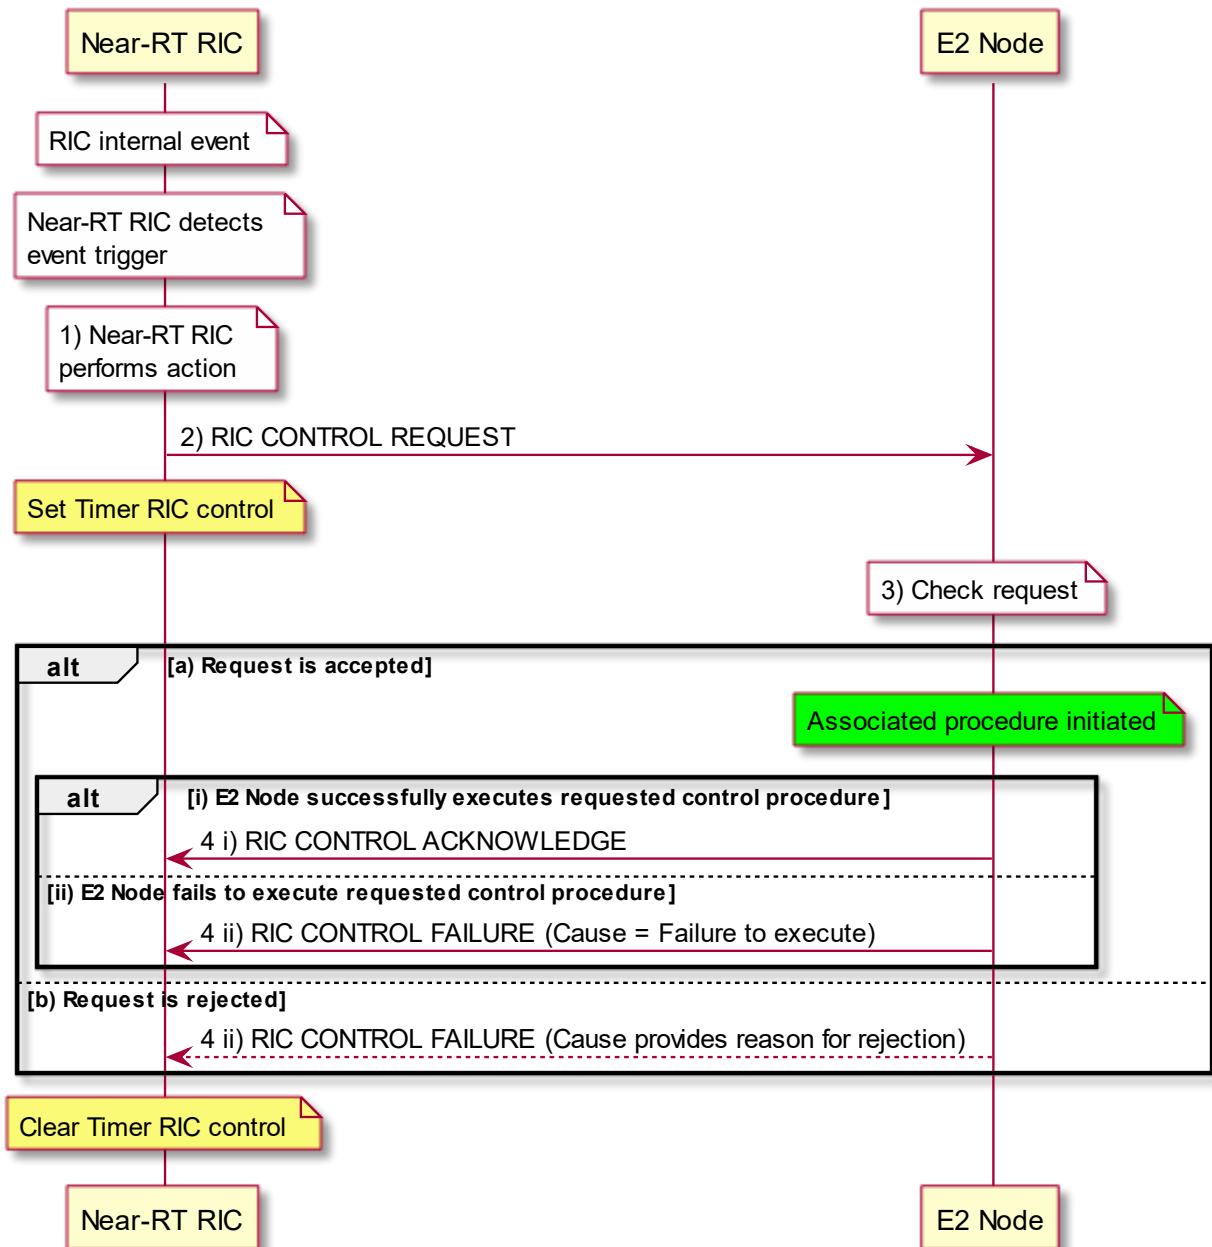 Near-RT RIC
E2 Node
RIC internal event
Near-RT RIC detects
event trigger
1) Near-RT RIC
performs action
2) RIC CONTROL REQUEST
Set Timer RIC control
3) Check request
alt
[a) Request is accepted]
Associated procedure initiated
alt
[i) E2 Node successfully executes requested control procedure]
4 i) RIC CONTROL ACKNOWLEDGE
[ii) E2 Node fails to execute requested control procedure]
4 ii) RIC CONTROL FAILURE (Cause = Failure to execute)
[b) Request is rejected]
4 ii) RIC CONTROL FAILURE (Cause provides reason for rejection)
Clear Timer RIC control
Near-RT RIC
E2 Node